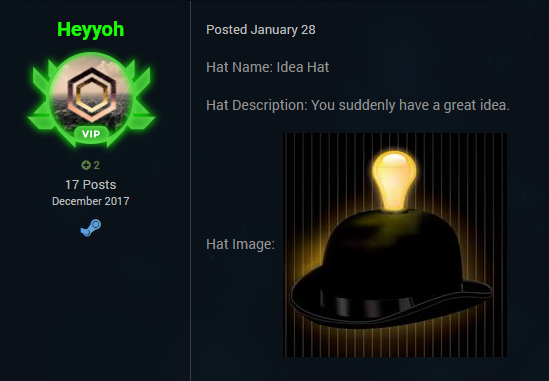 Heyyoh
VIP
2
17 Posts
December 2017
Posted January 28
Hat Name: Idea Hat
Hat Description: You suddenly have a great idea.
Hat Image: